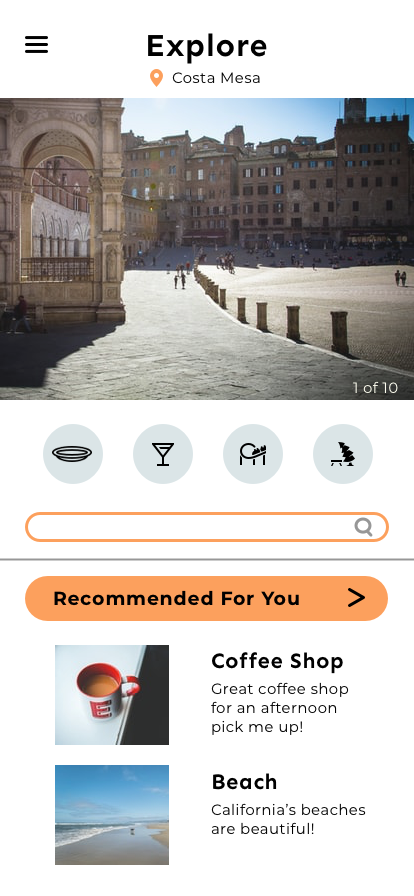 Explore
Costa Mesa
1 of 10
Recommended For You >
Coffee Shop
Great coffee shop
for an afternoon
pick me up!
Beach
California’s beaches
are beautiful!